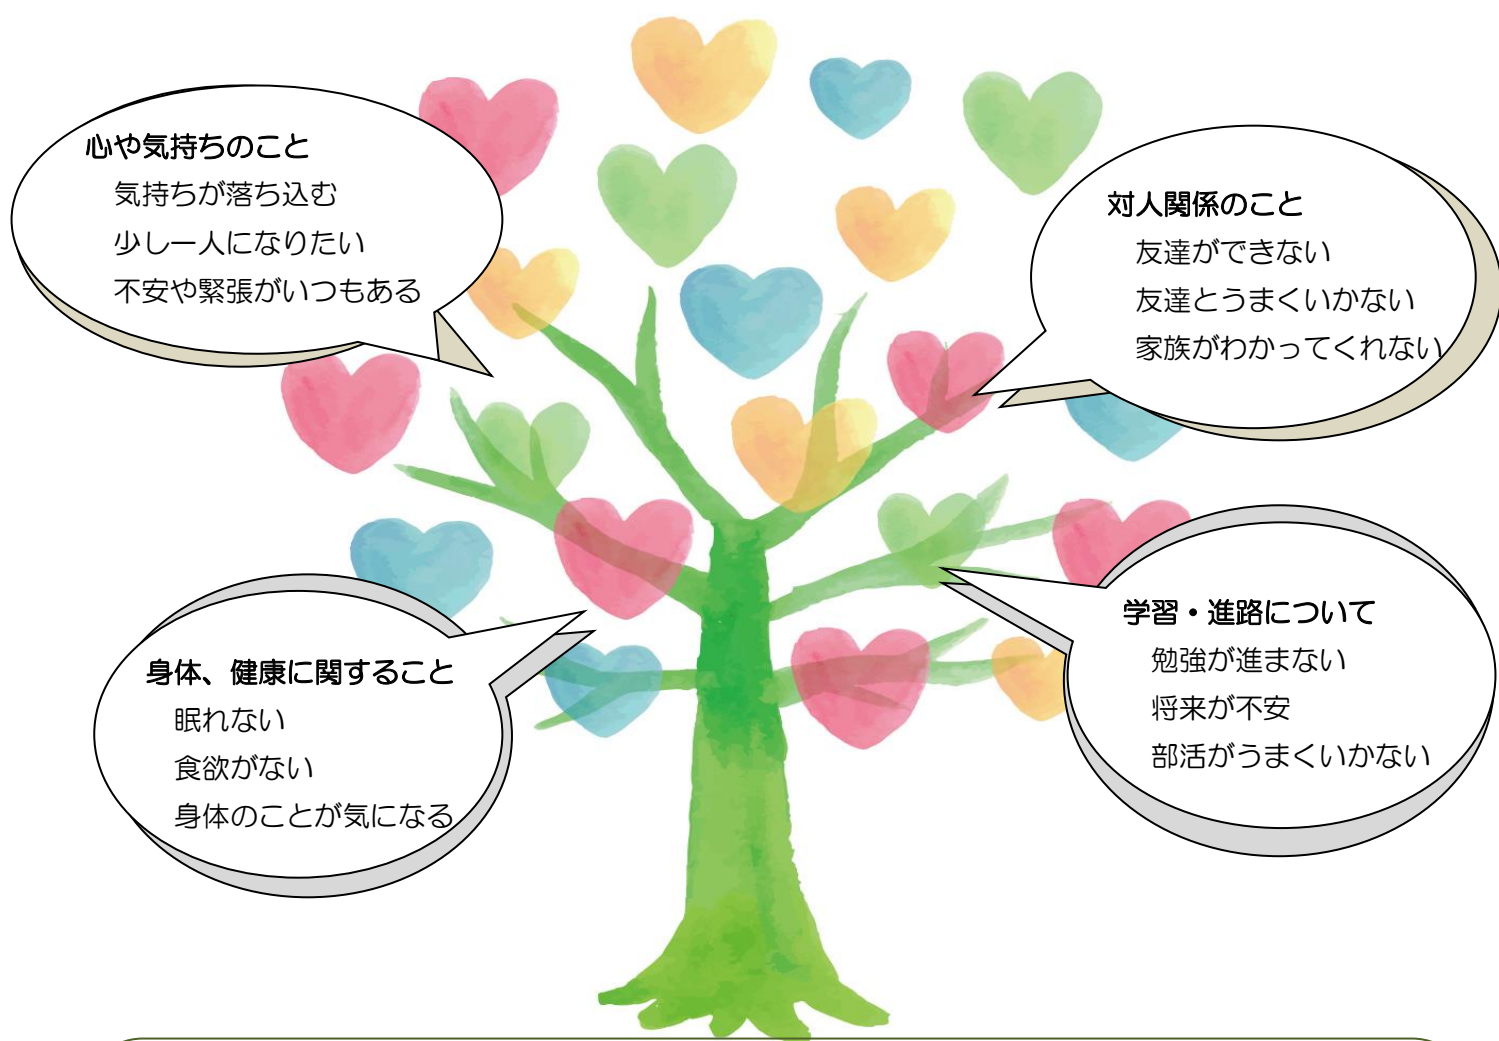 心や気持ちのこと
気持ちが落ち込む
少し一人になりたい
不安や緊張がいつもある
対人関係のこと
友達ができない
友達とうまくいかない
家族がわかってくれない
身体、健康に関すること
眠れない
食欲がない
身体のことが気になる
学習・進路について
勉強が進まない
将来が不安
部活がうまくいかない